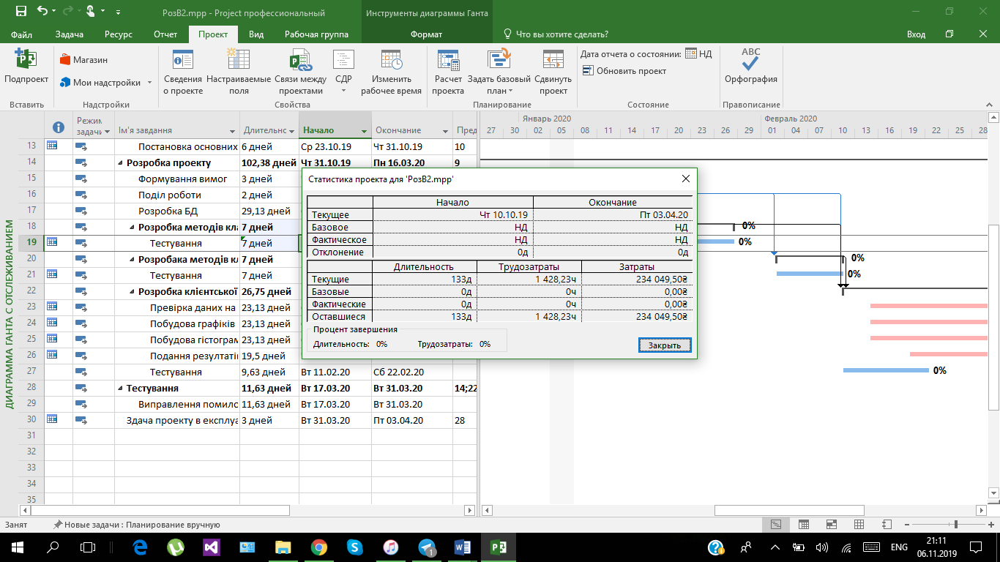 РозВ2.mpp - Project профессиональный
Инструменты диаграммы Ганта
Файл Задача Ресурс Отчет Проект Вид Рабочая группа Формат Что вы хотите сделать? Вход
Подпроект
Магазин
Мои настройки
Сведения о проекте
Настраиваемые поля
Связи между проектами
СДР
Изменить рабочее время
Расчет проекта
Задать базовый план
Сдвинуть проект
Дата отчета о состоянии: НД
Обновить проект
ABC
Орфография
Вставить Настройки Свойства Планирование Состояние Правописание
Режим задачи Ім'я завдання Длительнс Начало Окончание Пред
Январь 2020 Февраль 2020
27 30 02 05 08 11 14 17 20 23 26 29 01 04 07 10 13 16 19 22 25 28
13 Постановка основних 6 дней Ср 23.10.19 Чт 31.10.19 10
14 Розробка проекту 102,38 дней Чт 31.10.19 Пн 16.03.20 9
15 Формування вимог 3 дней
16 Поділ роботи 2 дней
17 Розробка БД 29,13 дней
18 Розробка методів кла 7 дней 0%
19 Тестування 7 дней 0%
20 Розробака методів кл 7 дней 0%
21 Тестування 7 дней 0%
22 Розробка клієнтської 26,75 дней
23 Превірка даних на 23,13 дней
24 Побудова графіків 23,13 дней
25 Побудова гістограм 23,13 дней
26 Подання резултаті 19,5 дней
27 Тестування 9,63 дней Вт 11.02.20 Сб 22.02.20 0%
28 Тестування 11,63 дней Вт 17.03.20 Вт 31.03.20 14;22
29 Виправлення помило 11,63 дней Вт 17.03.20 Вт 31.03.20
30 Здача проекту в експлуа 3 дней Вт 31.03.20 Пт 03.04.20 28
31
32
33
34
35
ДИАГРАММА ГАНТА С ОТСЛЕЖИВАНИЕМ
Статистика проекта для 'РозВ2.mpp'
Начало Окончание
Текущее Чт 10.10.19 Пт 03.04.20
Базовое НД НД
Фактическое НД НД
Отклонение 0д 0д
Длительность Трудозатраты Затраты
Текущие 133д 1 428,23ч 234 049,50₴
Базовые 0д 0ч 0,00₴
Фактические 0д 0ч 0,00₴
Оставшиеся 133д 1 428,23ч 234 049,50₴
Процент завершения
Длительность: 0% Трудозатраты: 0%
Закрыть
Занят Новые задачи : Планирование вручную
ENG
21:11
06.11.2019